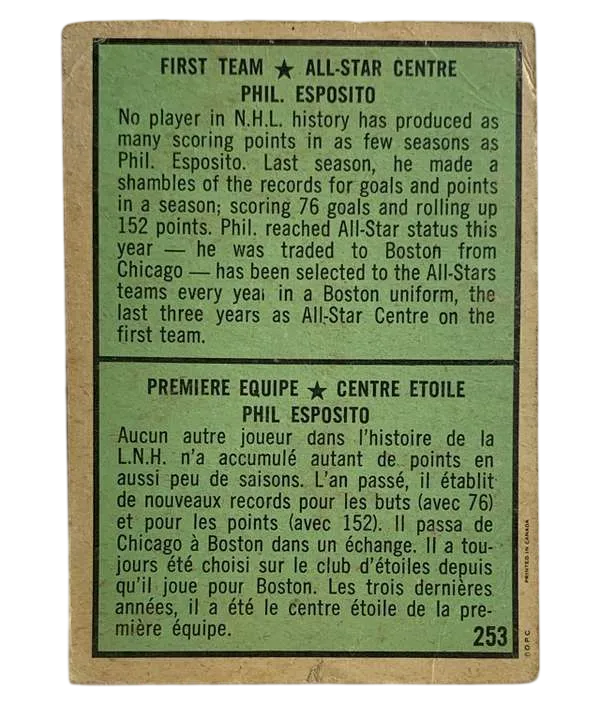 FIRST TEAM ★ ALL-STAR CENTRE
PHIL. ESPOSITO
No player in N.H.L. history has produced as
many scoring points in as few seasons as
Phil. Esposito. Last season, he made a
shambles of the records for goals and points
in a season; scoring 76 goals and rolling up
152 points. Phil. reached All-Star status this
year — he was traded to Boston from
Chicago — has been selected to the All-Stars
teams every year in a Boston uniform, the
last three years as All-Star Centre on the
first team.
PREMIERE EQUIPE ★ CENTRE ETOILE
PHIL ESPOSITO
Aucun autre joueur dans l'histoire de la
L.N.H. n'a accumulé autant de points en
aussi peu de saisons. L'an passé, il établit
de nouveaux records pour les buts (avec 76)
et pour les points (avec 152). Il passa de
Chicago à Boston dans un échange. Il a tou-
jours été choisi sur le club d'étoiles depuis
qu'il joue pour Boston. Les trois dernières
années, il a été le centre étoile de la pre-
mière équipe.
253
©O.P.C. PRINTED IN CANADA